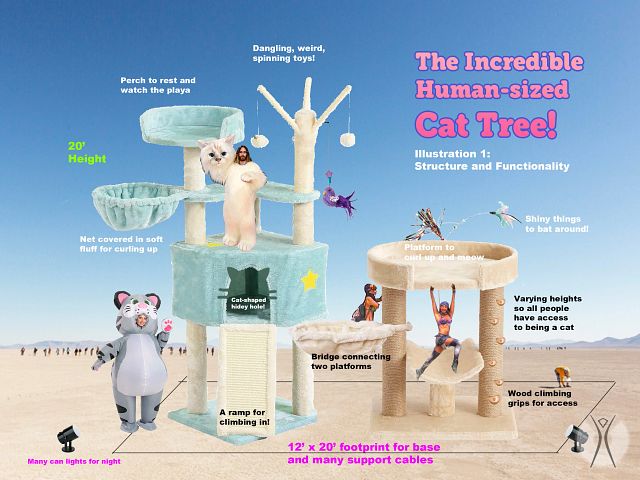 Dangling, weird,
spinning toys!
The Incredible
Human-sized
Cat Tree!
Perch to rest and
watch the playa
20'
Height
Illustration 1:
Structure and Functionality
Net covered in soft
fluff for curling up
Shiny things
to bat around!
Platform to
curl up and meow
Cat-shaped
hidey hole!
Varying heights
so all people
have access
to being a cat
Bridge connecting
two platforms
Wood climbing
grips for access
A ramp for
climbing in!
12' x 20' footprint for base
and many support cables
Many can lights for night